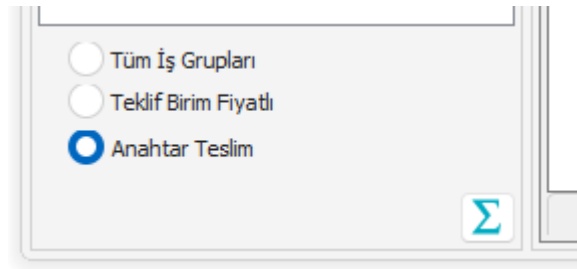 Tüm İş Grupları
Teklif Birim Fiyatlı
Anahtar Teslim
Σ